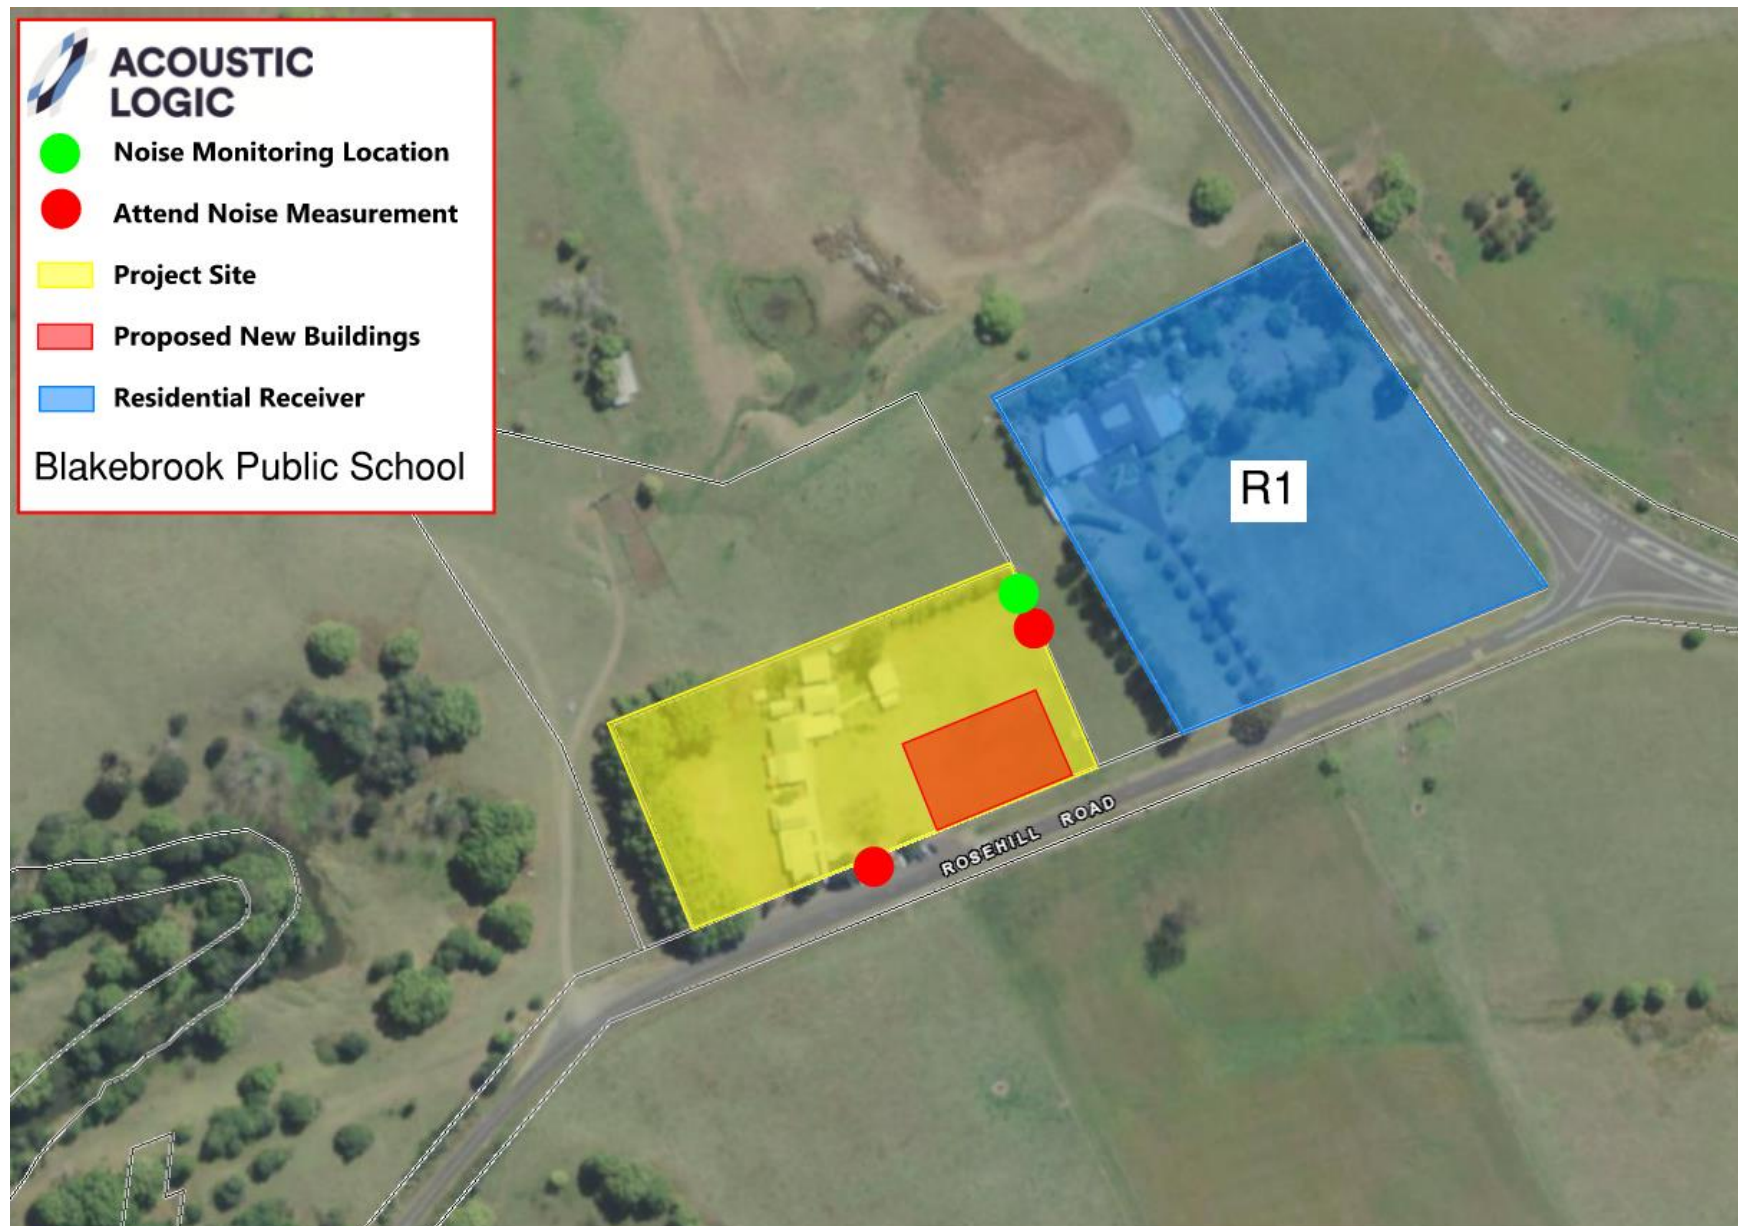 ACOUSTIC
LOGIC
Noise Monitoring Location
Attend Noise Measurement
Project Site
Proposed New Buildings
Residential Receiver
Blakebrook Public School
R1
ROSEHILL ROAD